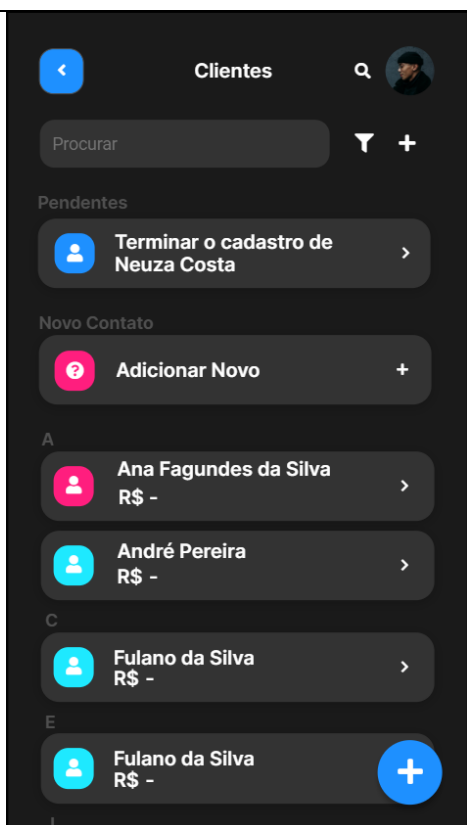 Clientes
Procurar
Pendentes
Terminar o cadastro de
Neuza Costa
Novo Contato
Adicionar Novo
A
Ana Fagundes da Silva
R$ -
André Pereira
R$ -
C
Fulano da Silva
R$ -
E
Fulano da Silva
R$ -